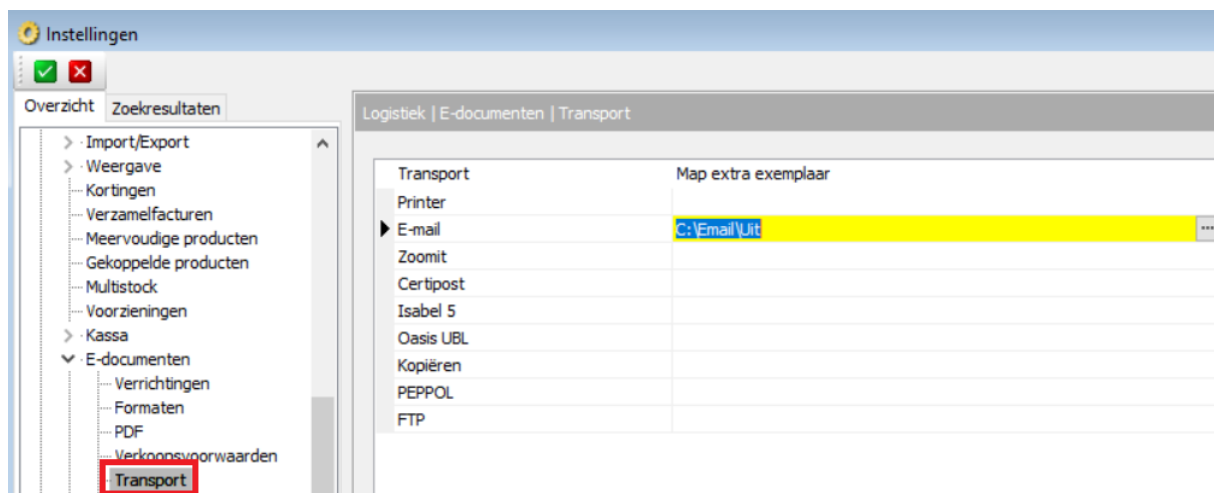 Instellingen
Overzicht Zoekresultaten
Import/Export
Weergave
Kortingen
Verzamelfacturen
Meervoudige producten
Gekoppelde producten
Multistock
Voorzieningen
Kassa
E-documenten
Verrichtingen
Formaten
PDF
Verkoopsvoorwaarden
Transport
Logistiek | E-documenten | Transport
Transport Map extra exemplaar
Printer
E-mail C:\Email\Uit ...
Zoomit
Certipost
Isabel 5
Oasis UBL
Kopiëren
PEPPOL
FTP